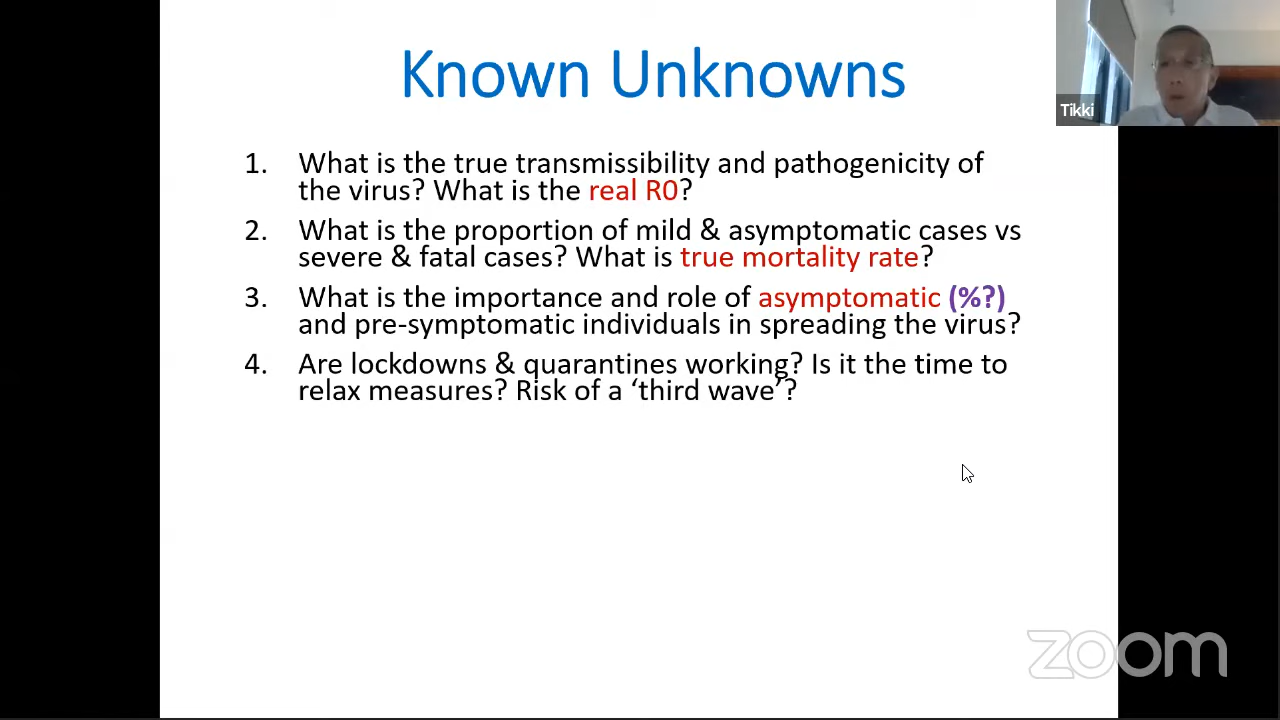 Known Unknowns
Tikki
1. What is the true transmissibility and pathogenicity of
the virus? What is the real R0?
2. What is the proportion of mild & asymptomatic cases vs
severe & fatal cases? What is true mortality rate?
3. What is the importance and role of asymptomatic (%?)
and pre-symptomatic individuals in spreading the virus?
4. Are lockdowns & quarantines working? Is it the time to
relax measures? Risk of a ‘third wave’?
zoom